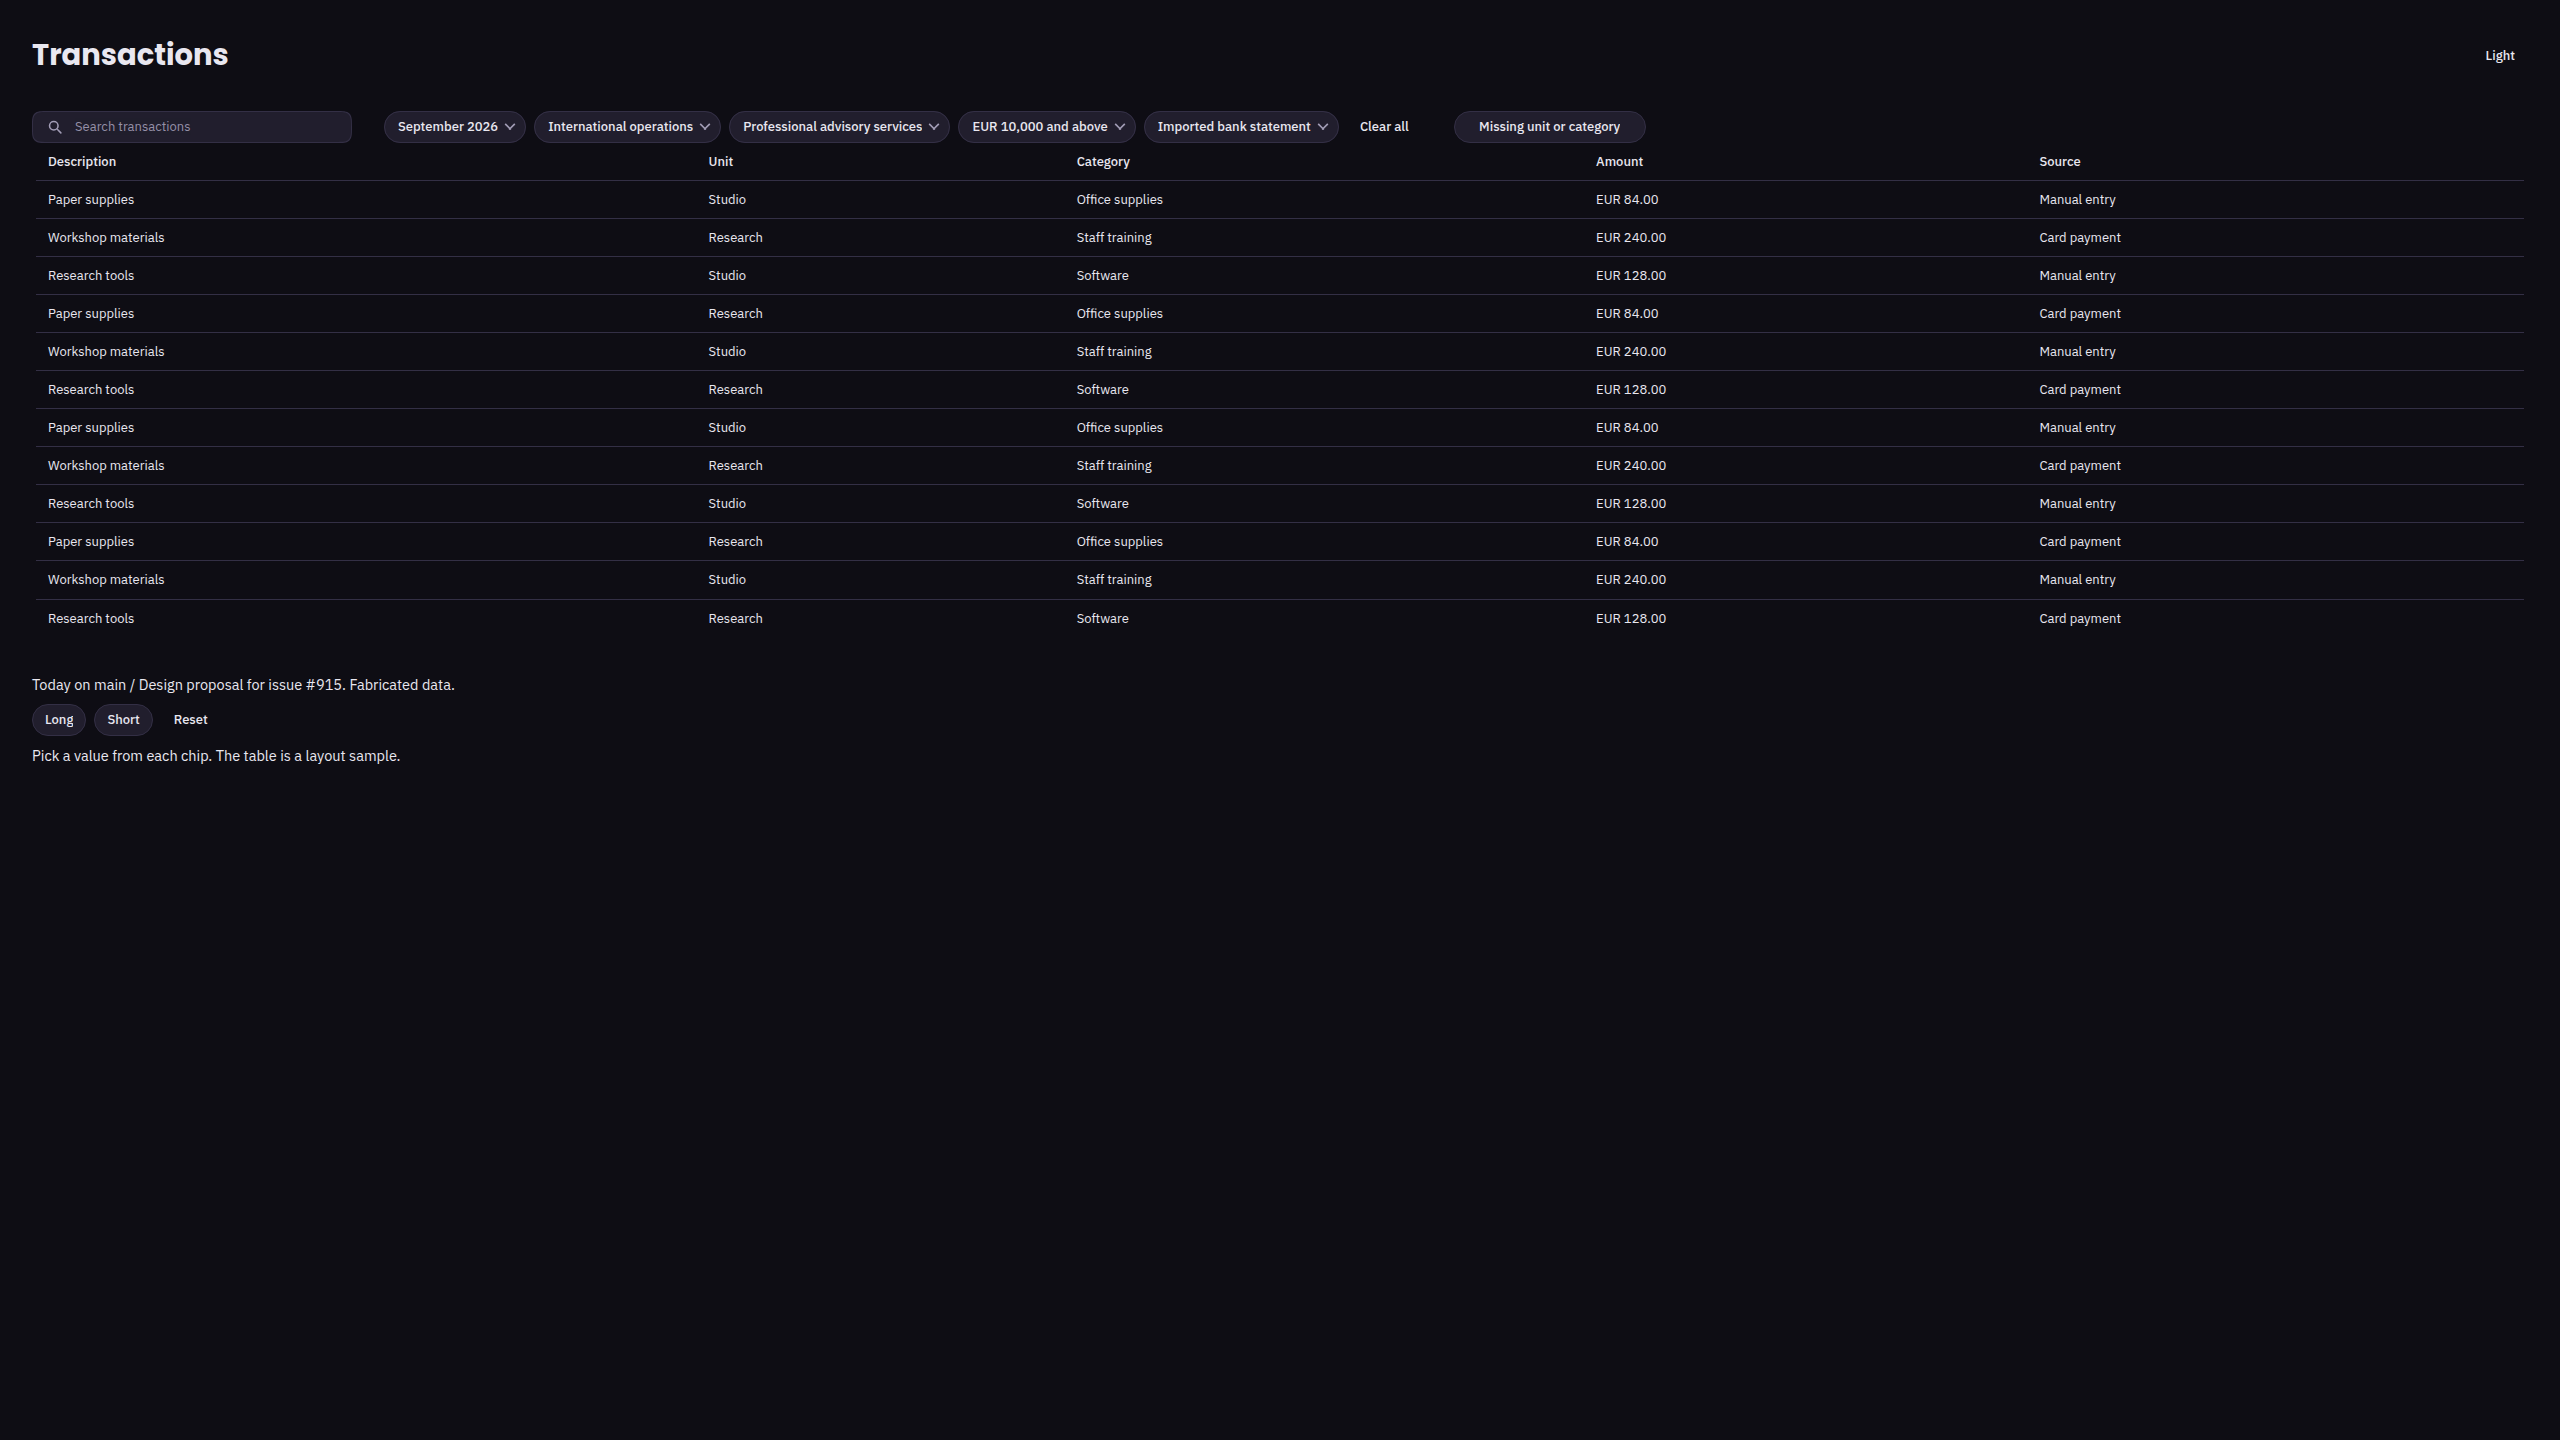 Transactions
Light
Search transactions
September 2026 International operations Professional advisory services EUR 10,000 and above Imported bank statement Clear all Missing unit or category
Description Unit Category Amount Source
Paper supplies Studio Office supplies EUR 84.00 Manual entry
Workshop materials Research Staff training EUR 240.00 Card payment
Research tools Studio Software EUR 128.00 Manual entry
Paper supplies Research Office supplies EUR 84.00 Card payment
Workshop materials Studio Staff training EUR 240.00 Manual entry
Research tools Research Software EUR 128.00 Card payment
Paper supplies Studio Office supplies EUR 84.00 Manual entry
Workshop materials Research Staff training EUR 240.00 Card payment
Research tools Studio Software EUR 128.00 Manual entry
Paper supplies Research Office supplies EUR 84.00 Card payment
Workshop materials Studio Staff training EUR 240.00 Manual entry
Research tools Research Software EUR 128.00 Card payment
Today on main / Design proposal for issue #915. Fabricated data.
Long Short Reset
Pick a value from each chip. The table is a layout sample.